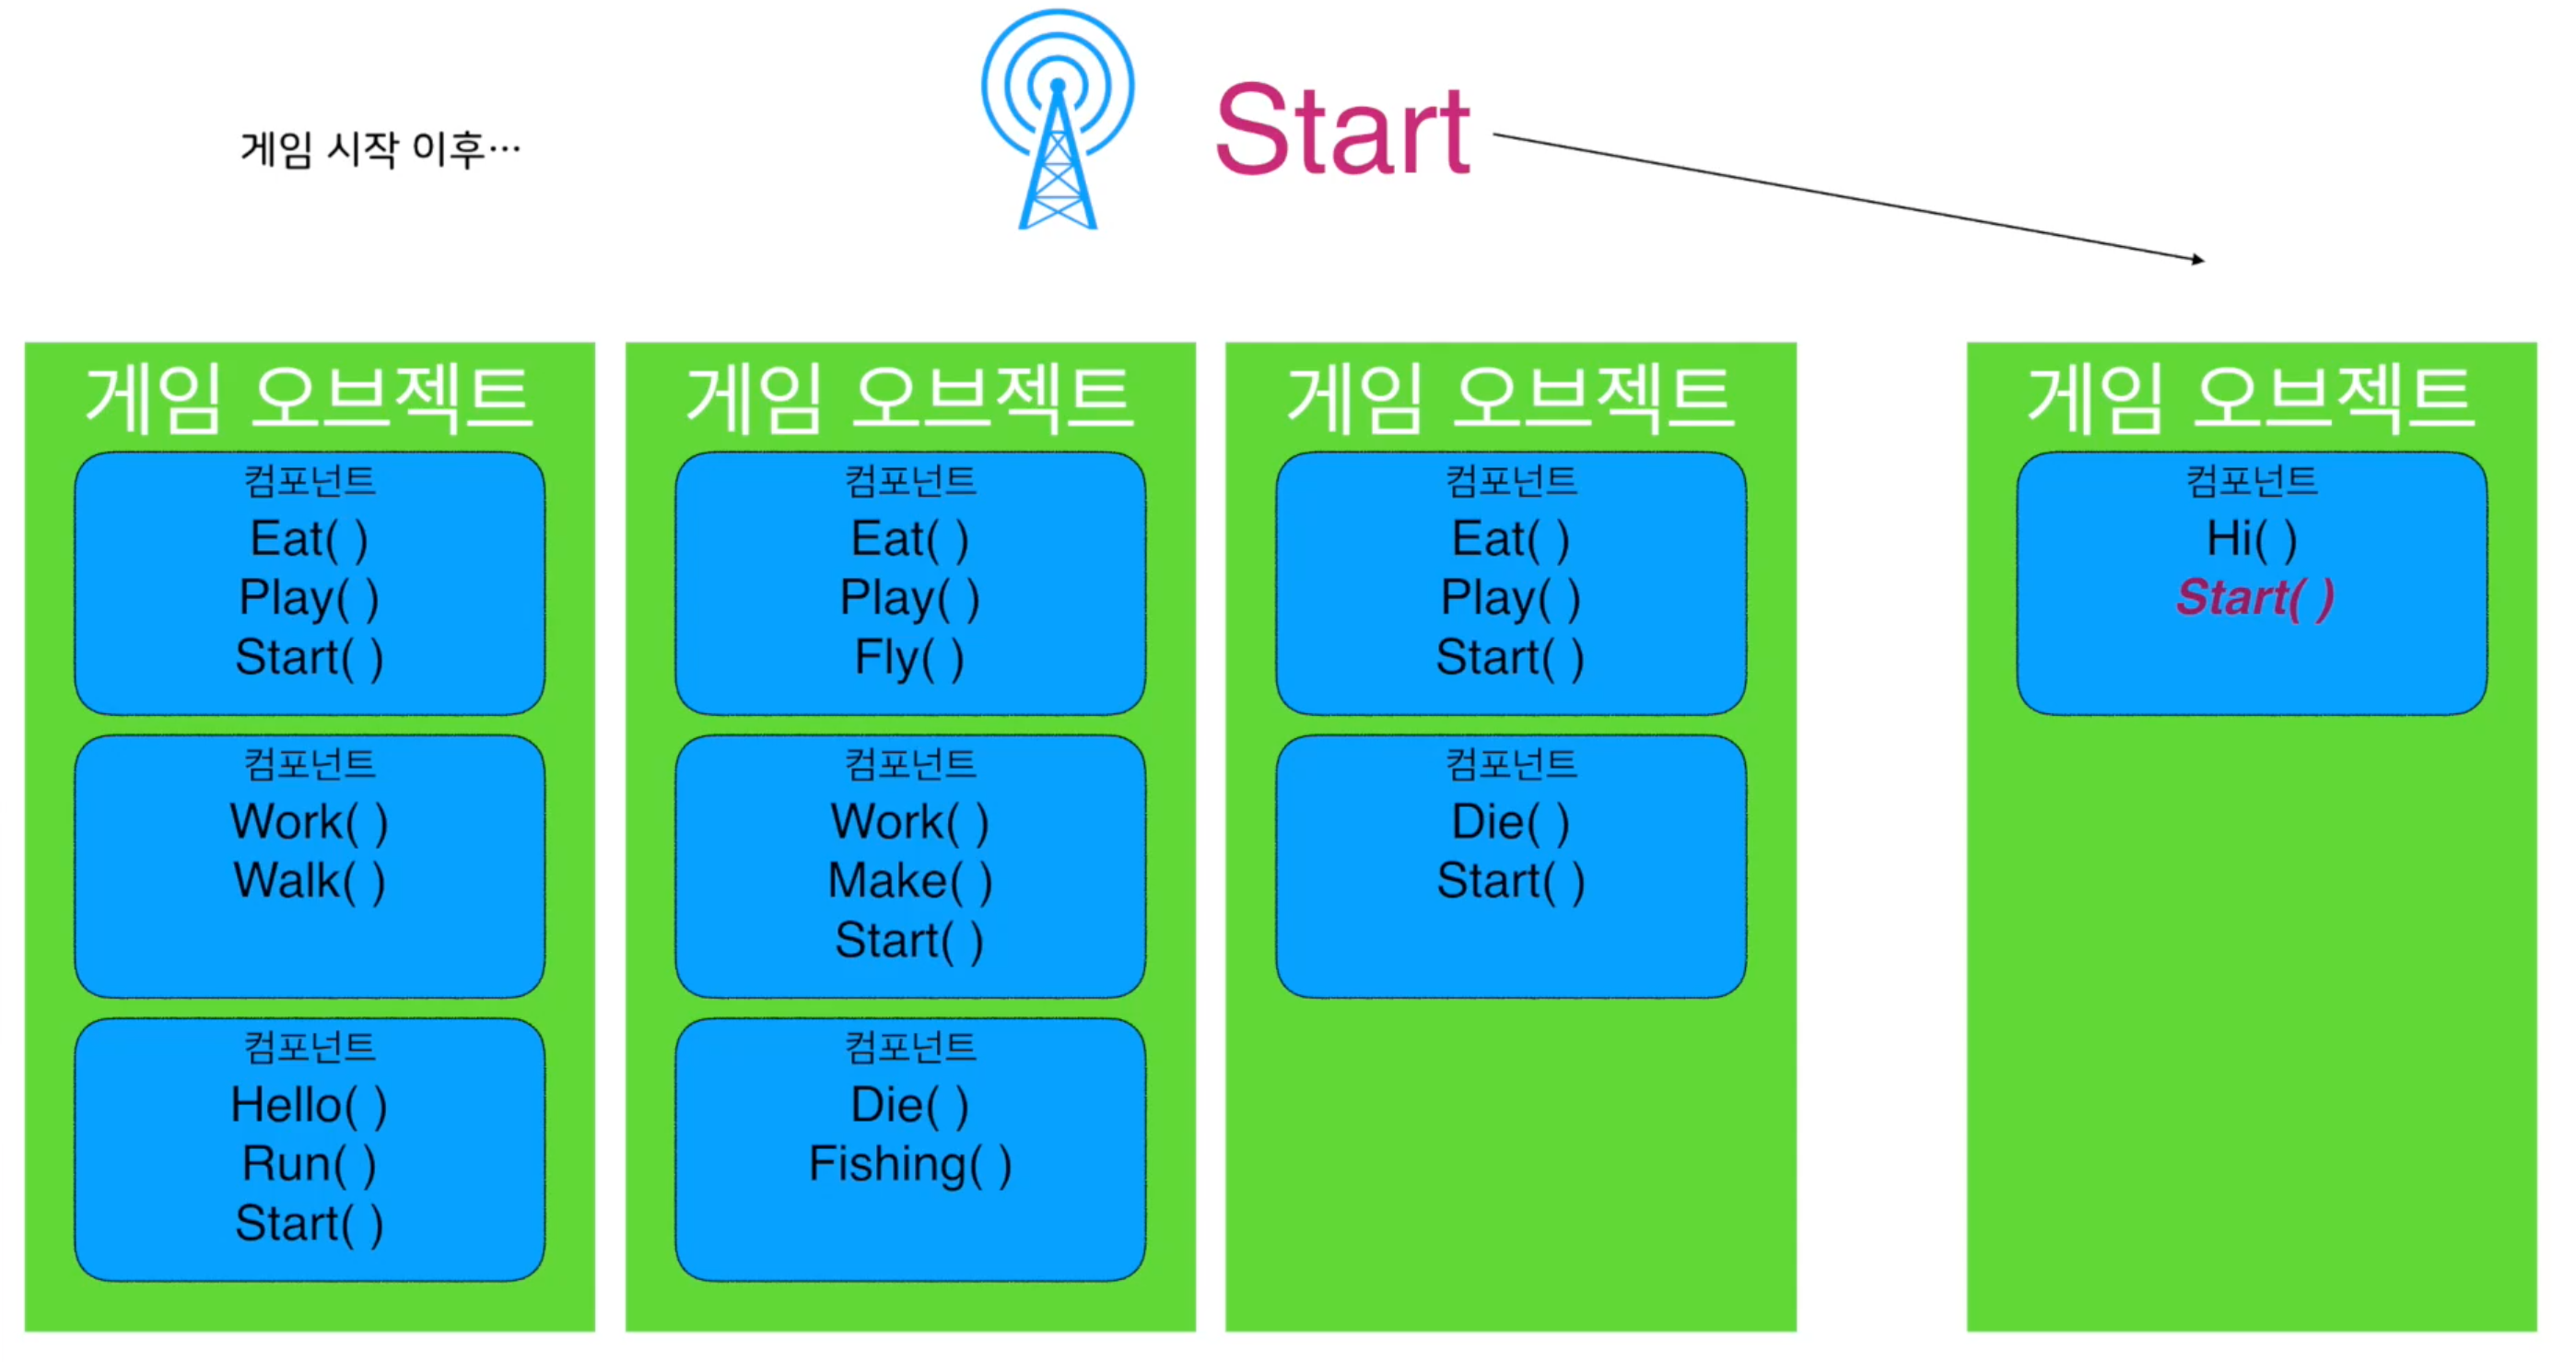 게임 시작 이후…
Start
게임 오브젝트
컴포넌트
Eat( )
Play( )
Start( )
컴포넌트
Work( )
Walk( )
컴포넌트
Hello( )
Run( )
Start( )
게임 오브젝트
컴포넌트
Eat( )
Play( )
Fly( )
컴포넌트
Work( )
Make( )
Start( )
컴포넌트
Die( )
Fishing( )
게임 오브젝트
컴포넌트
Eat( )
Play( )
Start( )
컴포넌트
Die( )
Start( )
게임 오브젝트
컴포넌트
Hi( )
Start( )